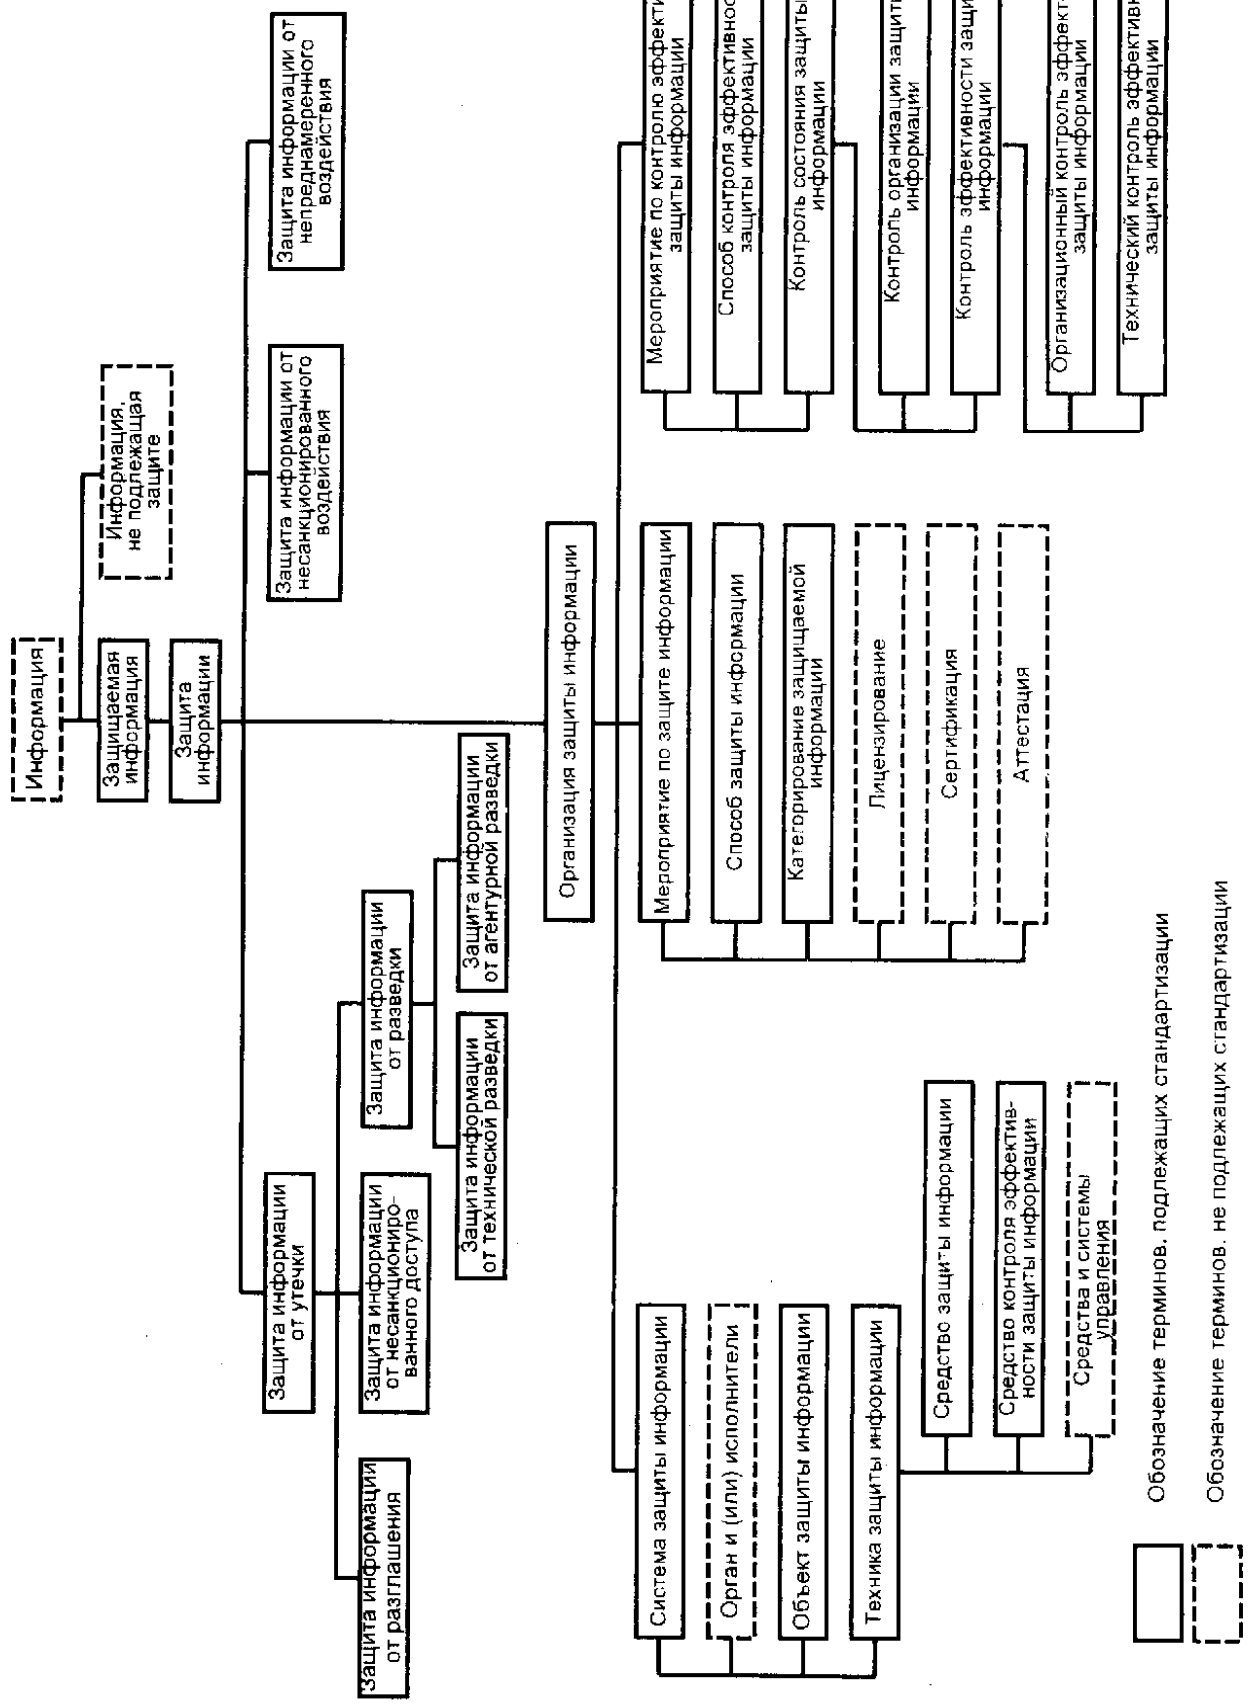 Информация
Защищаемая
информация
Информация,
не подлежащая
защите
Защита
информации
Защита информации
от утечки
Защита информации от
несанкционированного
воздействия
Защита информации от
непреднамеренного
воздействия
Защита информации
от разглашения
Защита информации
от несанкциониро-
ванного доступа
Защита информации
от разведки
Защита информации
от технической разведки
Защита информации
от агентурной разведки
Организация защиты информации
Система защиты информации
Орган и (или) исполнители
Объект защиты информации
Техника защиты информации
Средство защиты информации
Средство контроля эффектив-
ности защиты информации
Средства и системы
управления
Мероприятие по защите информации
Способ защиты информации
Категорирование защищаемой
информации
Лицензирование
Сертификация
Аттестация
Мероприятие по контролю
защиты информации
Способ контроля
защиты информации
Контроль состояния защиты
информации
Контроль организации
информации
Контроль эффективности
информации
Организационный контроль
защиты информации
Технический контроль
защиты информации
Обозначение терминов, подлежащих стандартизации
Обозначение терминов, не подлежащих стандартизации